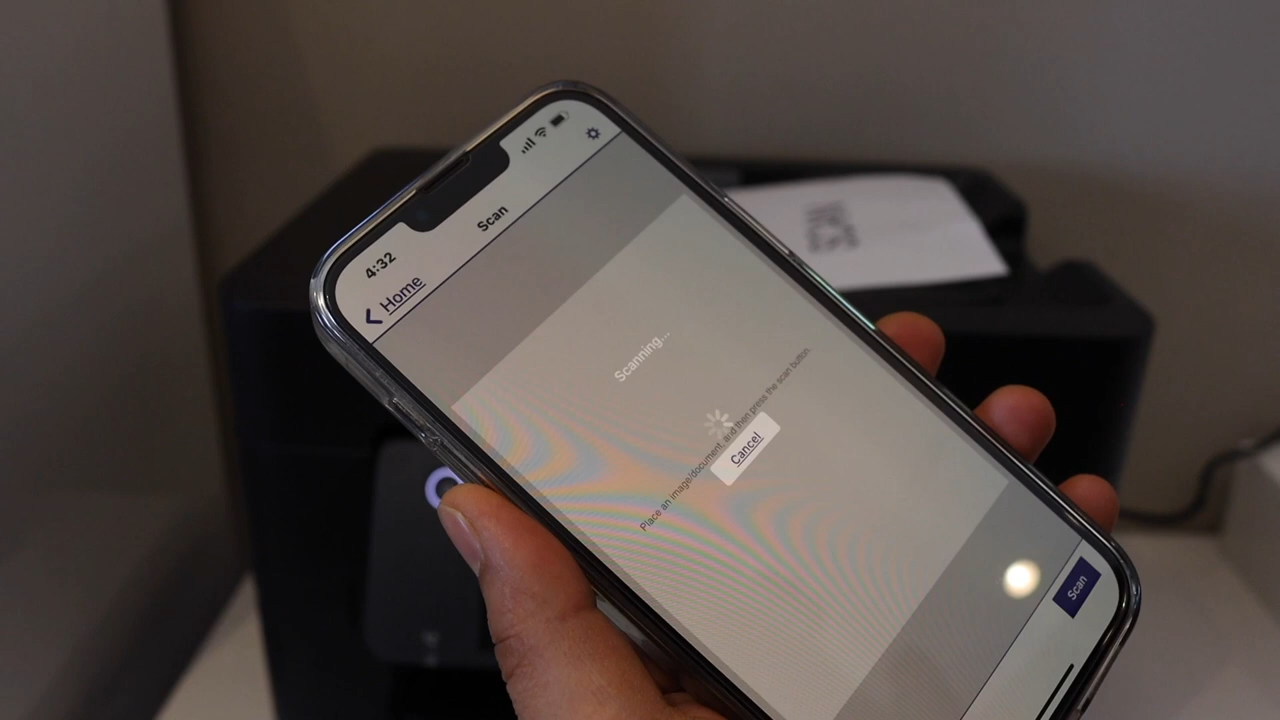 4:32
Scan
Home
Scanning...
Place an image/document, and then press the scan button.
Cancel
Scan